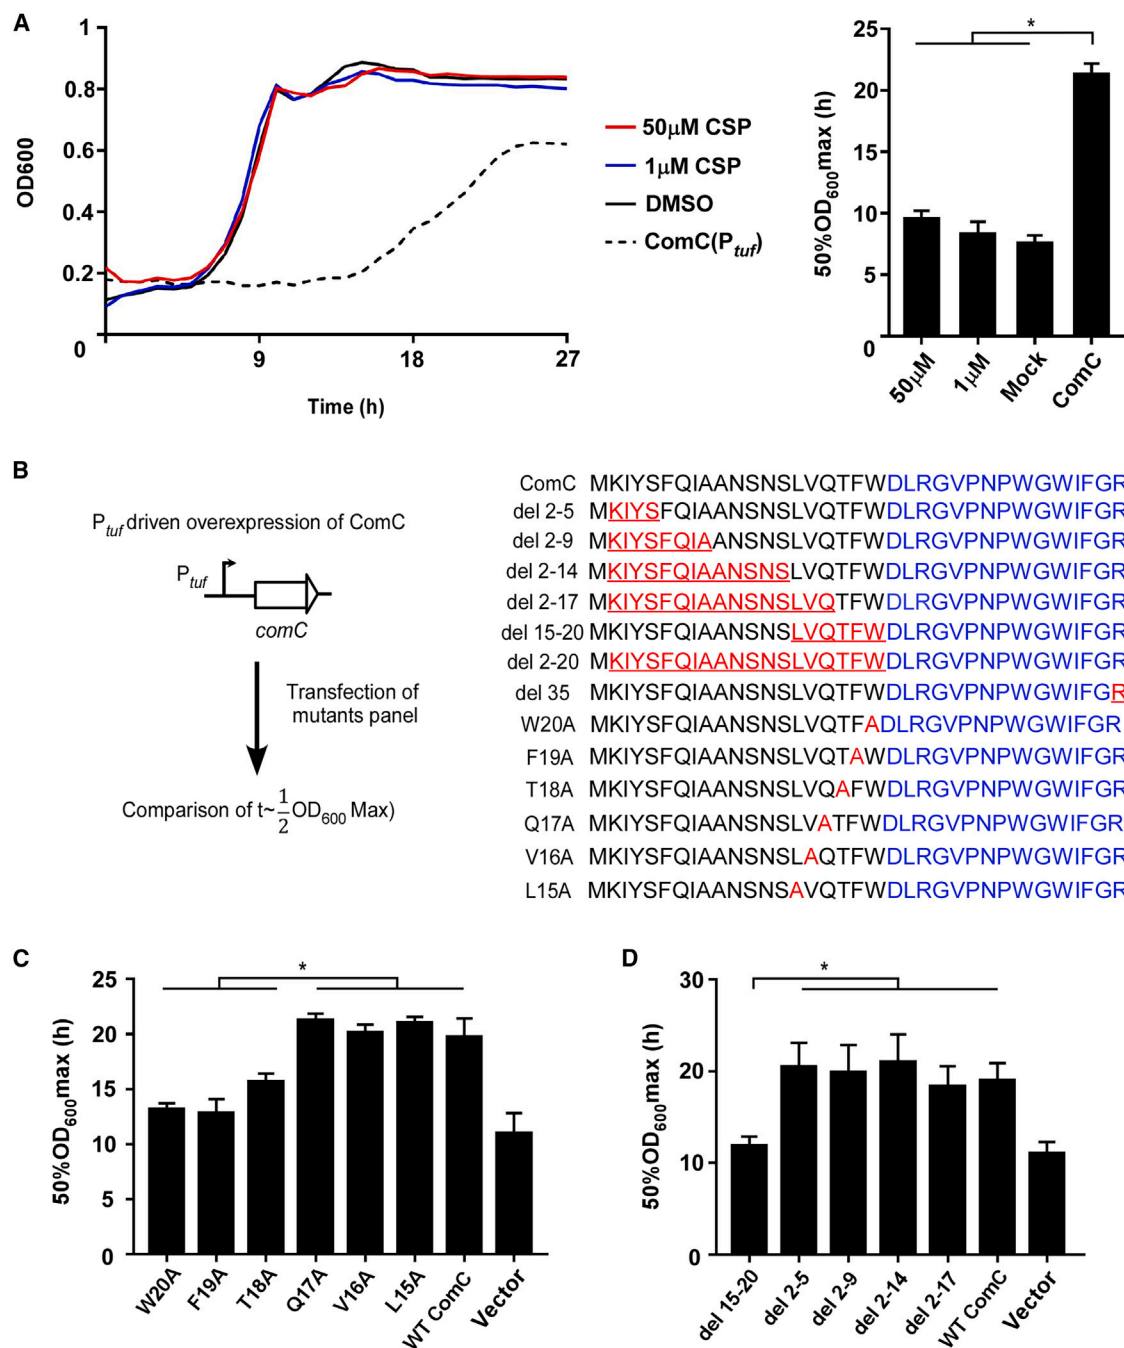 A
1
0.8
0.6
0.4
0.2
0
OD600
9
18
27
Time (h)
50μM CSP
1μM CSP
DMSO
ComC(Ptuf)
25
20
15
10
5
0
50%OD600max (h)
*
50μM
1μM
Mock
ComC
B
Ptuf driven overexpression of ComC
Ptuf
comC
Transfection of
mutants panel
Comparison of t~1/2OD600 Max)
ComC MKIYSFQIAANSNSLVQTFWDLRGVPNPWGWIFGR
del 2-5 MKIYSFQIAANSNSLVQTFWDLRGVPNPWGWIFGR
del 2-9 MKIYSFQIAANSNSLVQTFWDLRGVPNPWGWIFGR
del 2-14 MKIYSFQIAANSNSLVQTFWDLRGVPNPWGWIFGR
del 2-17 MKIYSFQIAANSNSLVQTFWDLRGVPNPWGWIFGR
del 15-20 MKIYSFQIAANSNSLVQTFWDLRGVPNPWGWIFGR
del 2-20 MKIYSFQIAANSNSLVQTFWDLRGVPNPWGWIFGR
del 35 MKIYSFQIAANSNSLVQTFWDLRGVPNPWGWIFGR
W20A MKIYSFQIAANSNSLVQTFADLRGVPNPWGWIFGR
F19A MKIYSFQIAANSNSLVQTAWDLRGVPNPWGWIFGR
T18A MKIYSFQIAANSNSLVQAFWDLRGVPNPWGWIFGR
Q17A MKIYSFQIAANSNSLVATFWDLRGVPNPWGWIFGR
V16A MKIYSFQIAANSNSLAQTFWDLRGVPNPWGWIFGR
L15A MKIYSFQIAANSNSAVQTFWDLRGVPNPWGWIFGR
C
25
20
15
10
5
0
50%OD600max (h)
*
W20A
F19A
T18A
Q17A
V16A
L15A
WT ComC
Vector
D
30
20
10
0
50%OD600max (h)
*
del 15-20
del 2-5
del 2-9
del 2-14
del 2-17
WT ComC
Vector